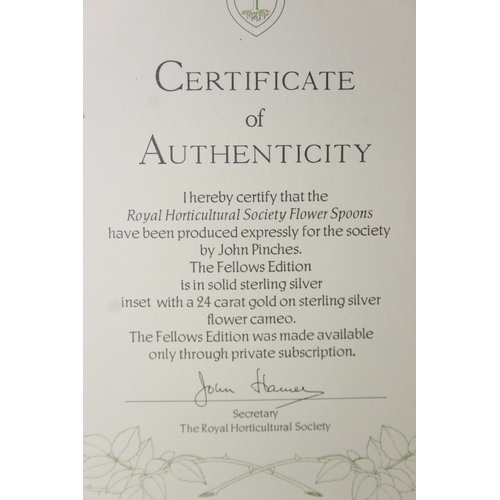 CERTIFICATE
of
AUTHENTICITY
I hereby certify that the
Royal Horticultural Society Flower Spoons
have been produced expressly for the society
by John Pinches.
The Fellows Edition
is in solid sterling silver
inset with a 24 carat gold on sterling silver
flower cameo.
The Fellows Edition was made available
only through private subscription.
John Hamer
Secretary
The Royal Horticultural Society